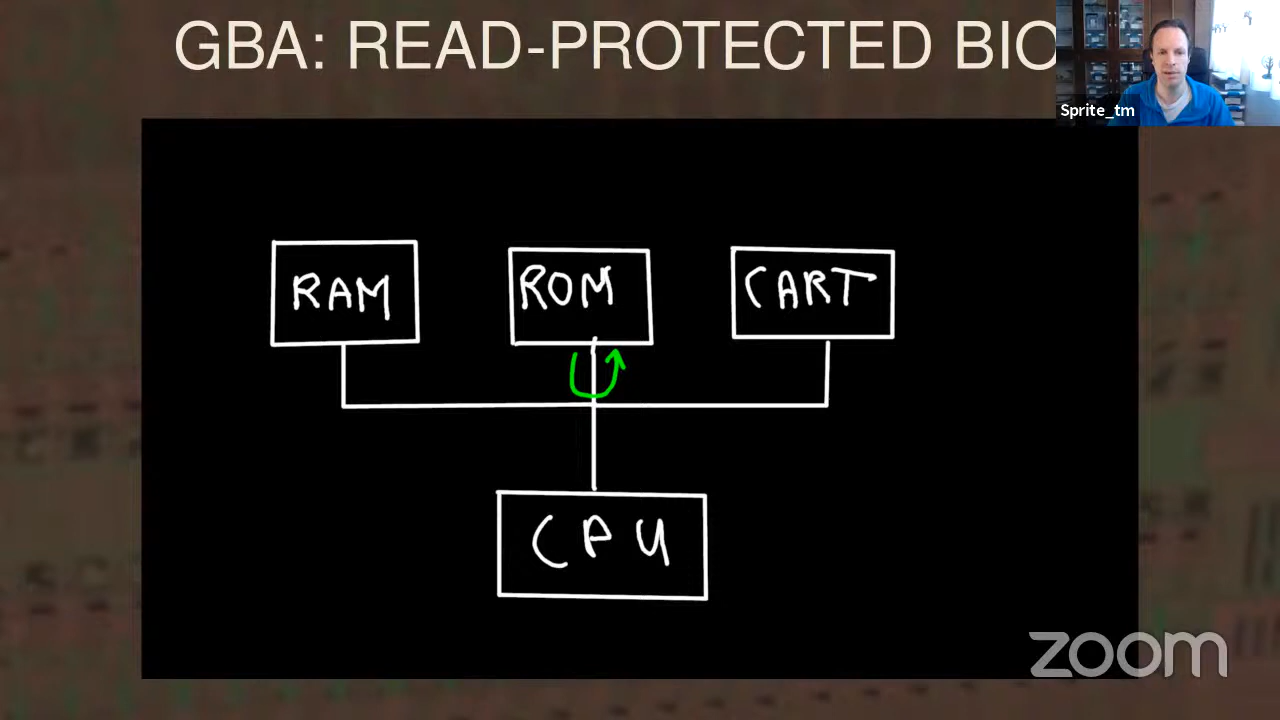 GBA: READ-PROTECTED BIO
Sprite_tm
RAM
ROM
CART
CPU
zoom